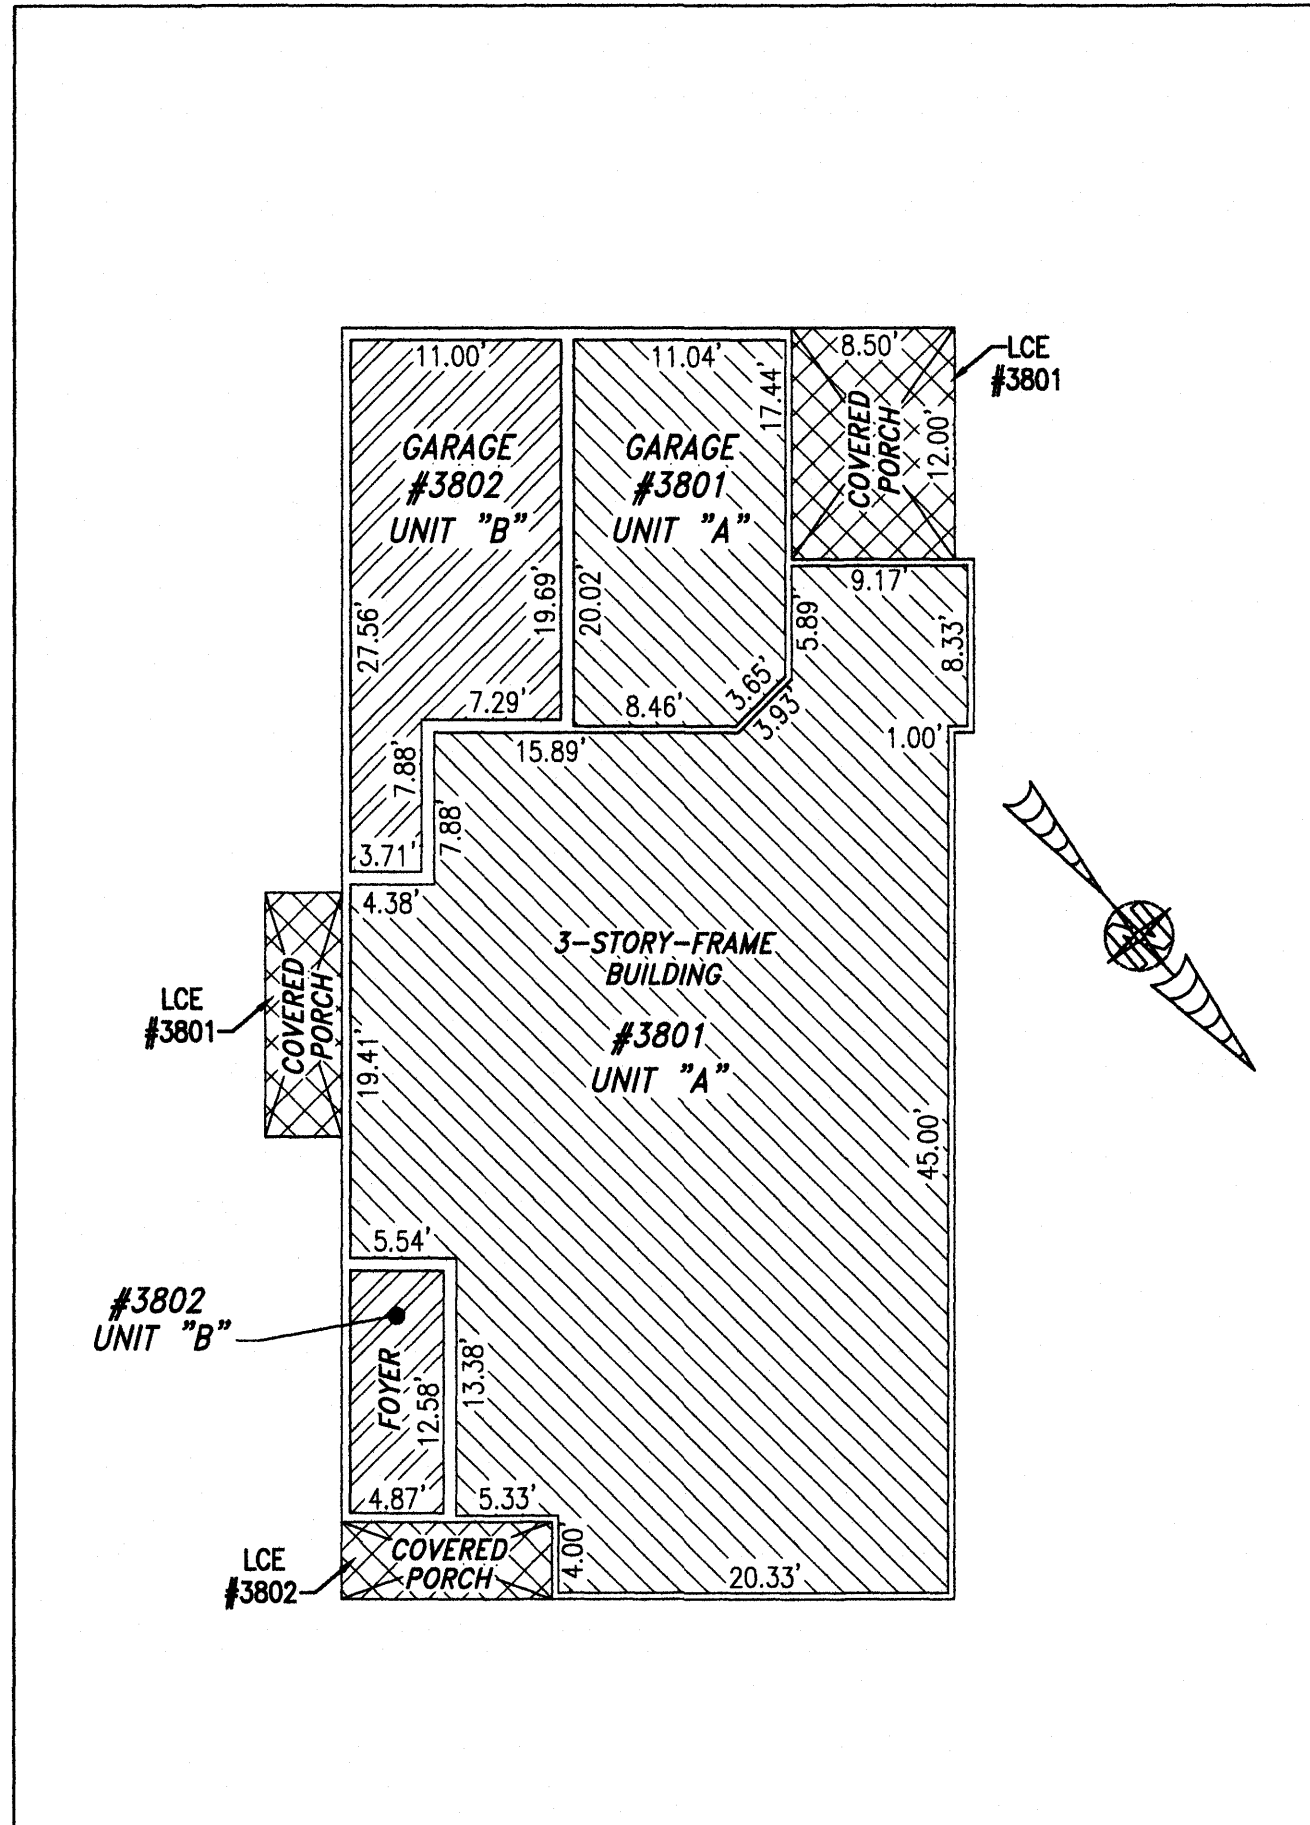 11.00'
11.04'
8.50'
LCE
#3801
17.44'
GARAGE
#3802
UNIT "B"
GARAGE
#3801
UNIT "A"
COVERED
PORCH
12.00'
27.56'
19.69'
20.02'
5.89'
9.17'
8.33'
7.29'
8.46'
3.65'
3.93'
1.00'
15.89'
7.88'
7.88'
3.71'
4.38'
3-STORY-FRAME
BUILDING
#3801
UNIT "A"
LCE
#3801
COVERED
PORCH
19.41'
45.00'
5.54'
#3802
UNIT "B"
FOYER
12.58'
13.38'
4.87'
5.33'
COVERED
PORCH
4.00'
20.33'
LCE
#3802
N